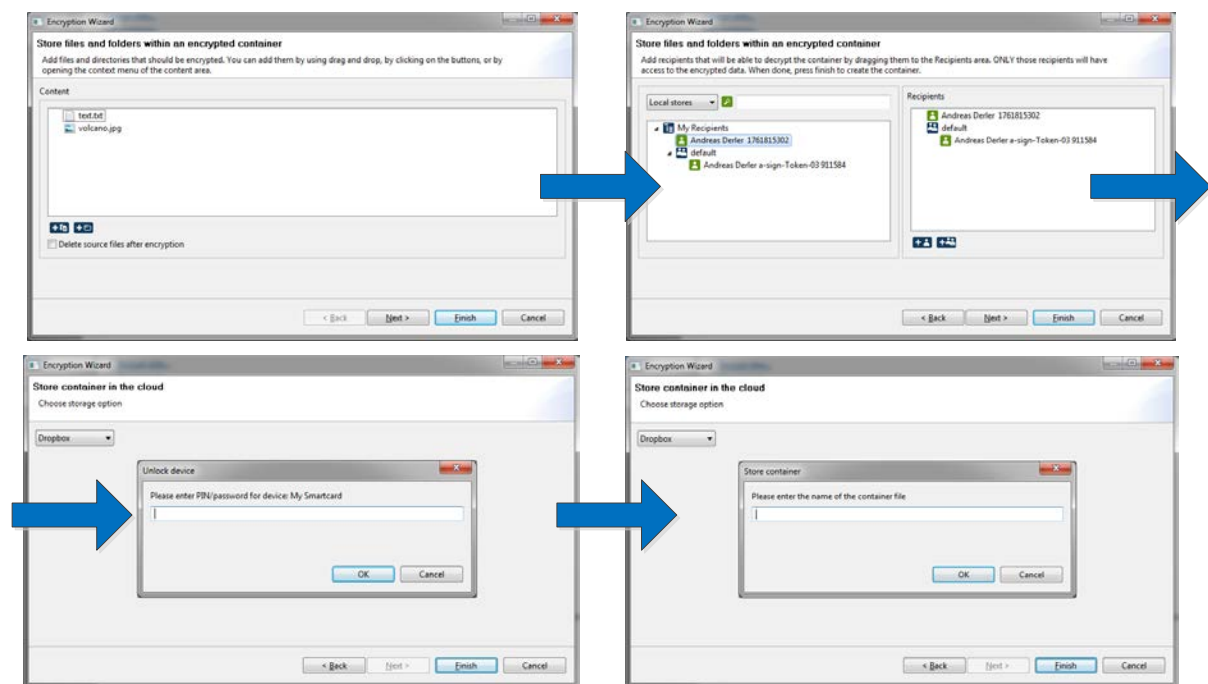 Encryption Wizard
Store files and folders within an encrypted container
Add files and directories that should be encrypted. You can add them by using drag and drop, by clicking on the buttons, or by
opening the context menu of the content area.
Content
text.txt
volcano.jpg
Delete source files after encryption
< Back Next > Finish Cancel
Encryption Wizard
Store files and folders within an encrypted container
Add recipients that will be able to decrypt the container by dragging them to the Recipients area. ONLY those recipients will have
access to the encrypted data. When done, press finish to create the container.
Local stores
My Recipients
Andreas Derler 1761815302
default
Andreas Derler a-sign-Token-03 911584
Recipients
Andreas Derler 1761815302
default
Andreas Derler a-sign-Token-03 911584
< Back Next > Finish Cancel
Encryption Wizard
Store container in the cloud
Choose storage option
Dropbox
Unlock device
Please enter PIN/password for device: My Smartcard
OK Cancel
< Back Next > Finish Cancel
Encryption Wizard
Store container in the cloud
Choose storage option
Dropbox
Store container
Please enter the name of the container file
OK Cancel
< Back Next > Finish Cancel